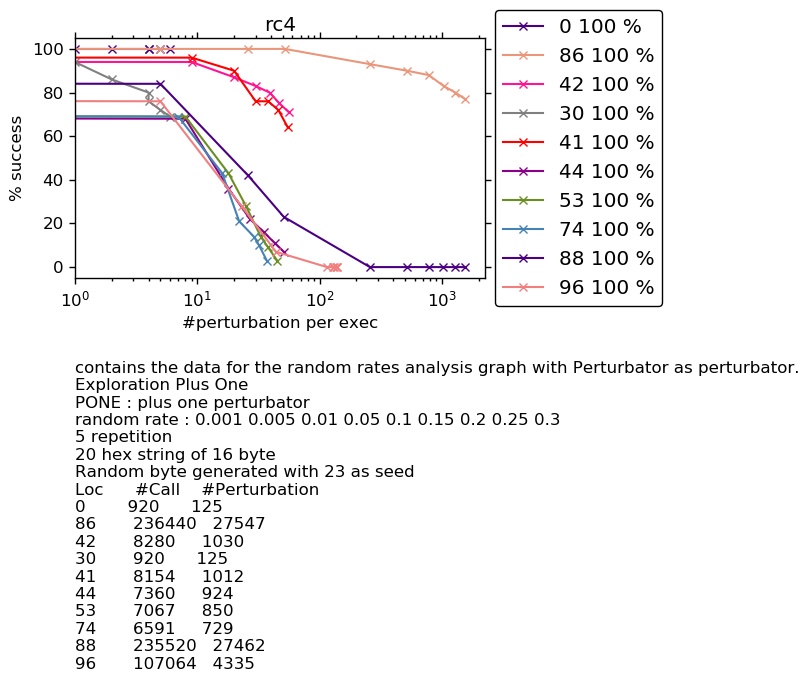 rc4
% success
100
80
60
40
20
0
10^0 10^1 10^2 10^3
#perturbation per exec
0 100 %
86 100 %
42 100 %
30 100 %
41 100 %
44 100 %
53 100 %
74 100 %
88 100 %
96 100 %
contains the data for the random rates analysis graph with Perturbator as perturbator.
Exploration Plus One
PONE : plus one perturbator
random rate : 0.001 0.005 0.01 0.05 0.1 0.15 0.2 0.25 0.3
5 repetition
20 hex string of 16 byte
Random byte generated with 23 as seed
Loc #Call #Perturbation
0 920 125
86 236440 27547
42 8280 1030
30 920 125
41 8154 1012
44 7360 924
53 7067 850
74 6591 729
88 235520 27462
96 107064 4335